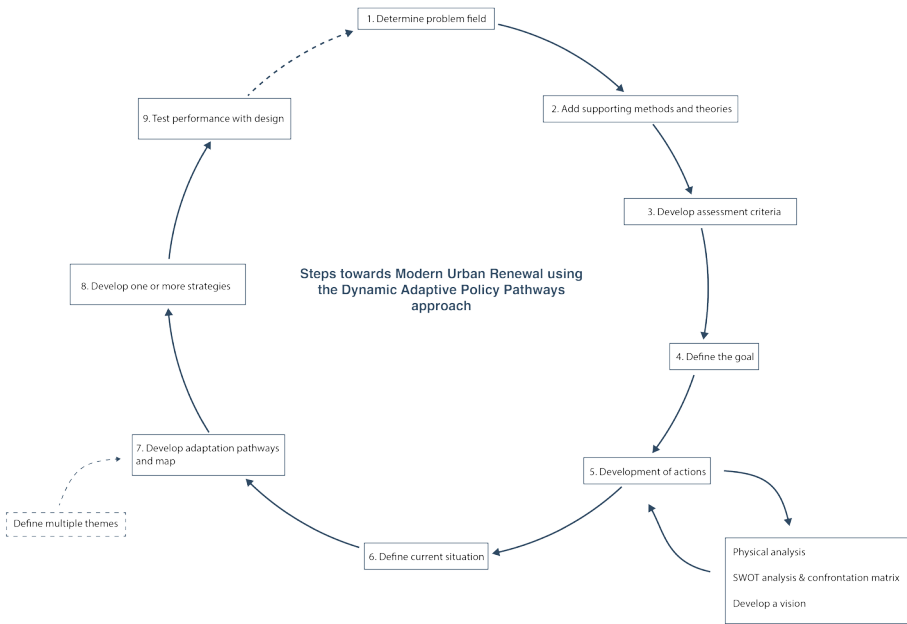 1. Determine problem field
2. Add supporting methods and theories
3. Develop assessment criteria
4. Define the goal
5. Development of actions
Physical analysis
SWOT analysis & confrontation matrix
Develop a vision
6. Define current situation
7. Develop adaptation pathways
and map
Define multiple themes
8. Develop one or more strategies
9. Test performance with design
Steps towards Modern Urban Renewal using
the Dynamic Adaptive Policy Pathways
approach